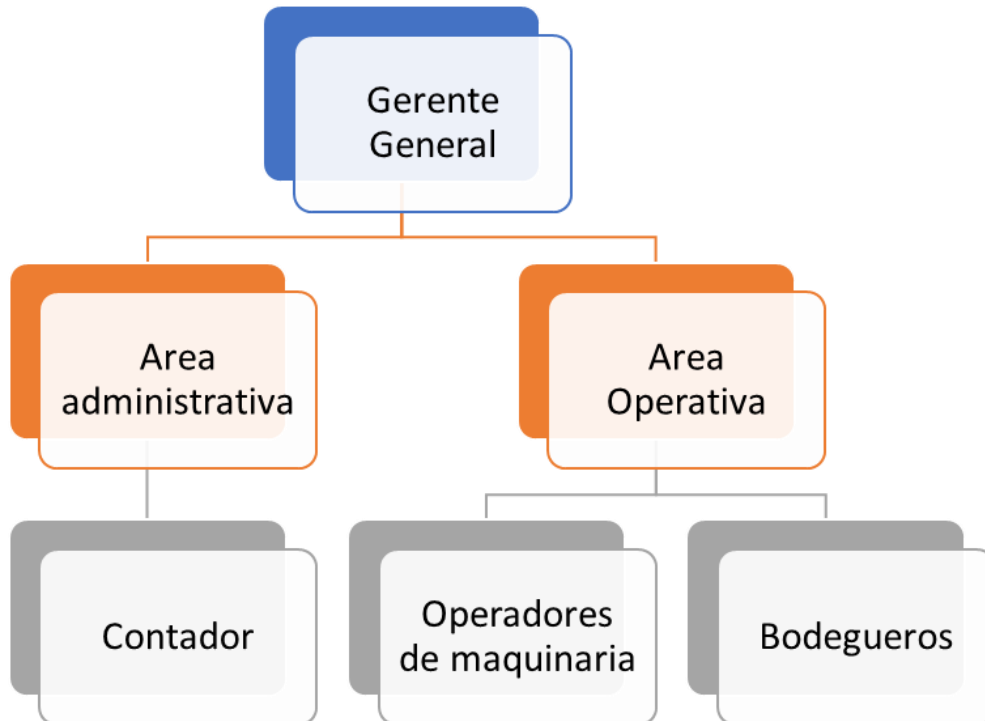 Gerente
General
Area
administrativa
Area
Operativa
Contador
Operadores
de maquinaria
Bodegueros